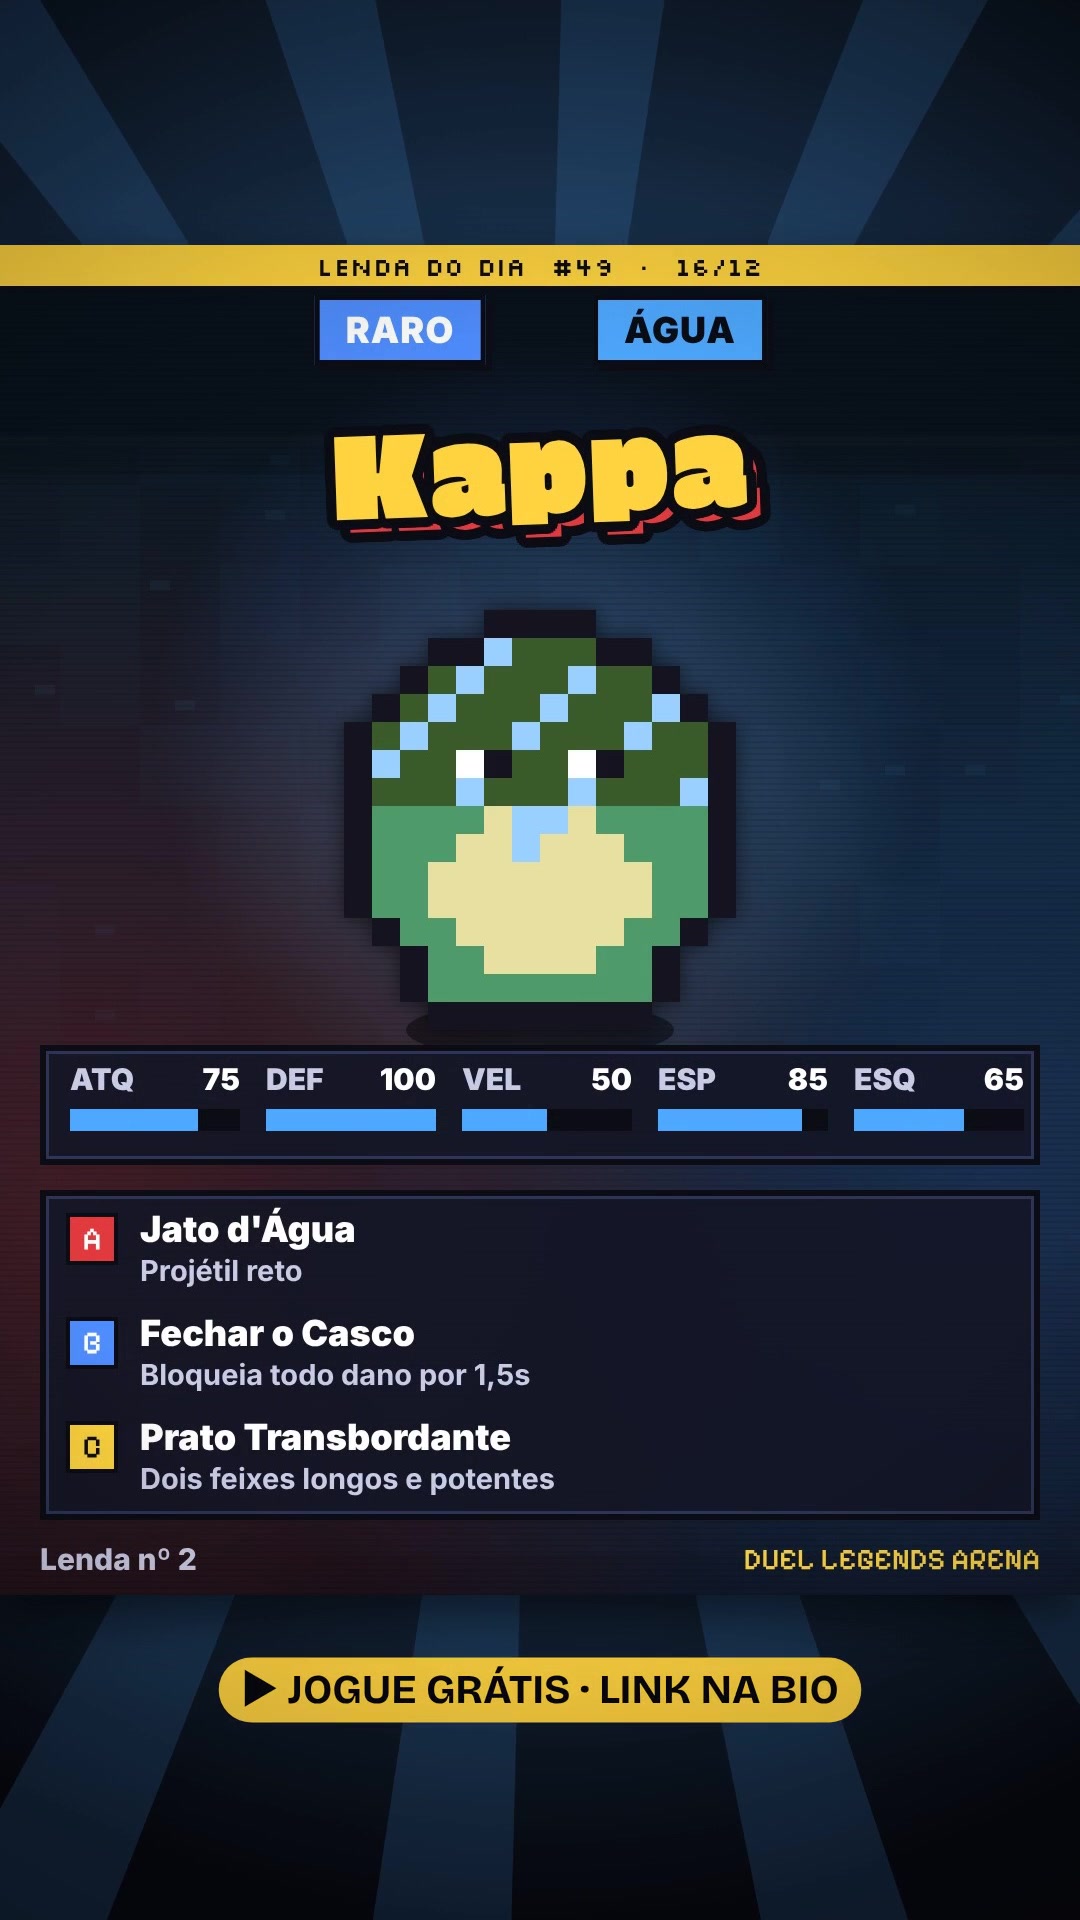 LENDA DO DIA #49 · 16/12
RARO
ÁGUA
Kappa
ATQ 75 DEF 100 VEL 50 ESP 85 ESQ 65
A
Jato d'Água
Projétil reto
B
Fechar o Casco
Bloqueia todo dano por 1,5s
C
Prato Transbordante
Dois feixes longos e potentes
Lenda nº 2
DUEL LEGENDS ARENA
▶ JOGUE GRÁTIS · LINK NA BIO